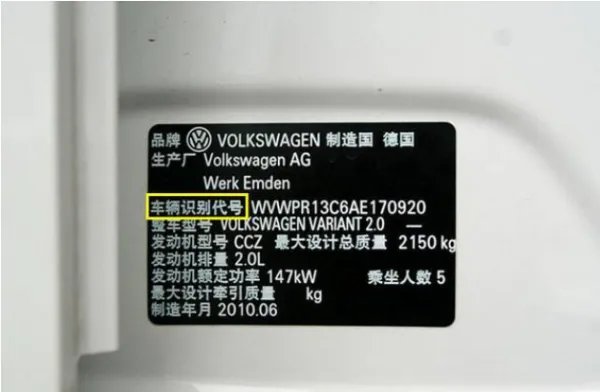 品牌 VOLKSWAGEN 制造国 德国
生产厂 Volkswagen AG
Werk Emden
车辆识别代号 WVWPR13C6AE170920
整车型号 VOLKSWAGEN VARIANT 2.0 —
发动机型号 CCZ 最大设计总质量 2150 kg
发动机排量 2.0L
发动机额定功率 147kW 乘坐人数 5
最大设计牵引质量 kg
制造年月 2010.06